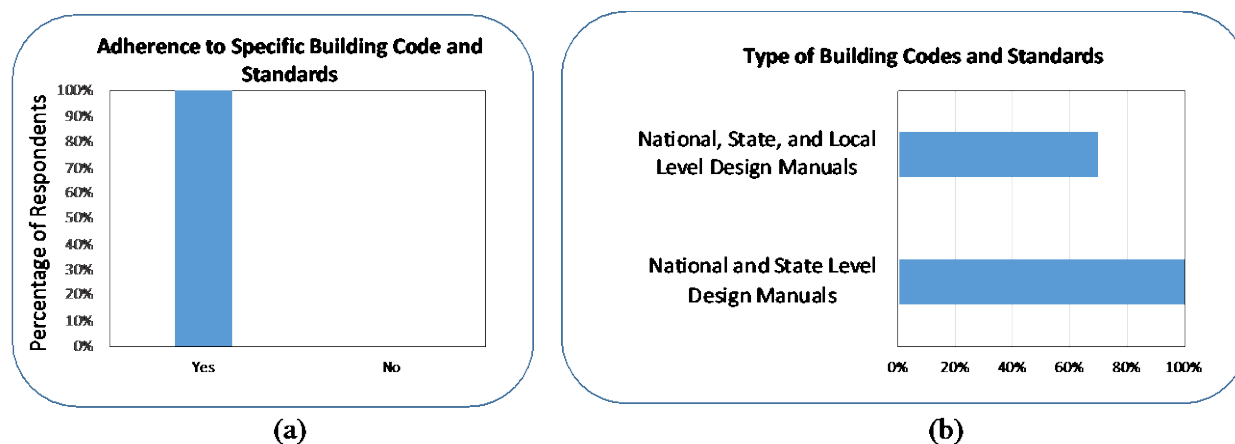 Adherence to Specific Building Code and
Standards
Percentage of Respondents
100%
90%
80%
70%
60%
50%
40%
30%
20%
10%
0%
Yes No
(a)
Type of Building Codes and Standards
National, State, and Local
Level Design Manuals
National and State Level
Design Manuals
0% 20% 40% 60% 80% 100%
(b)